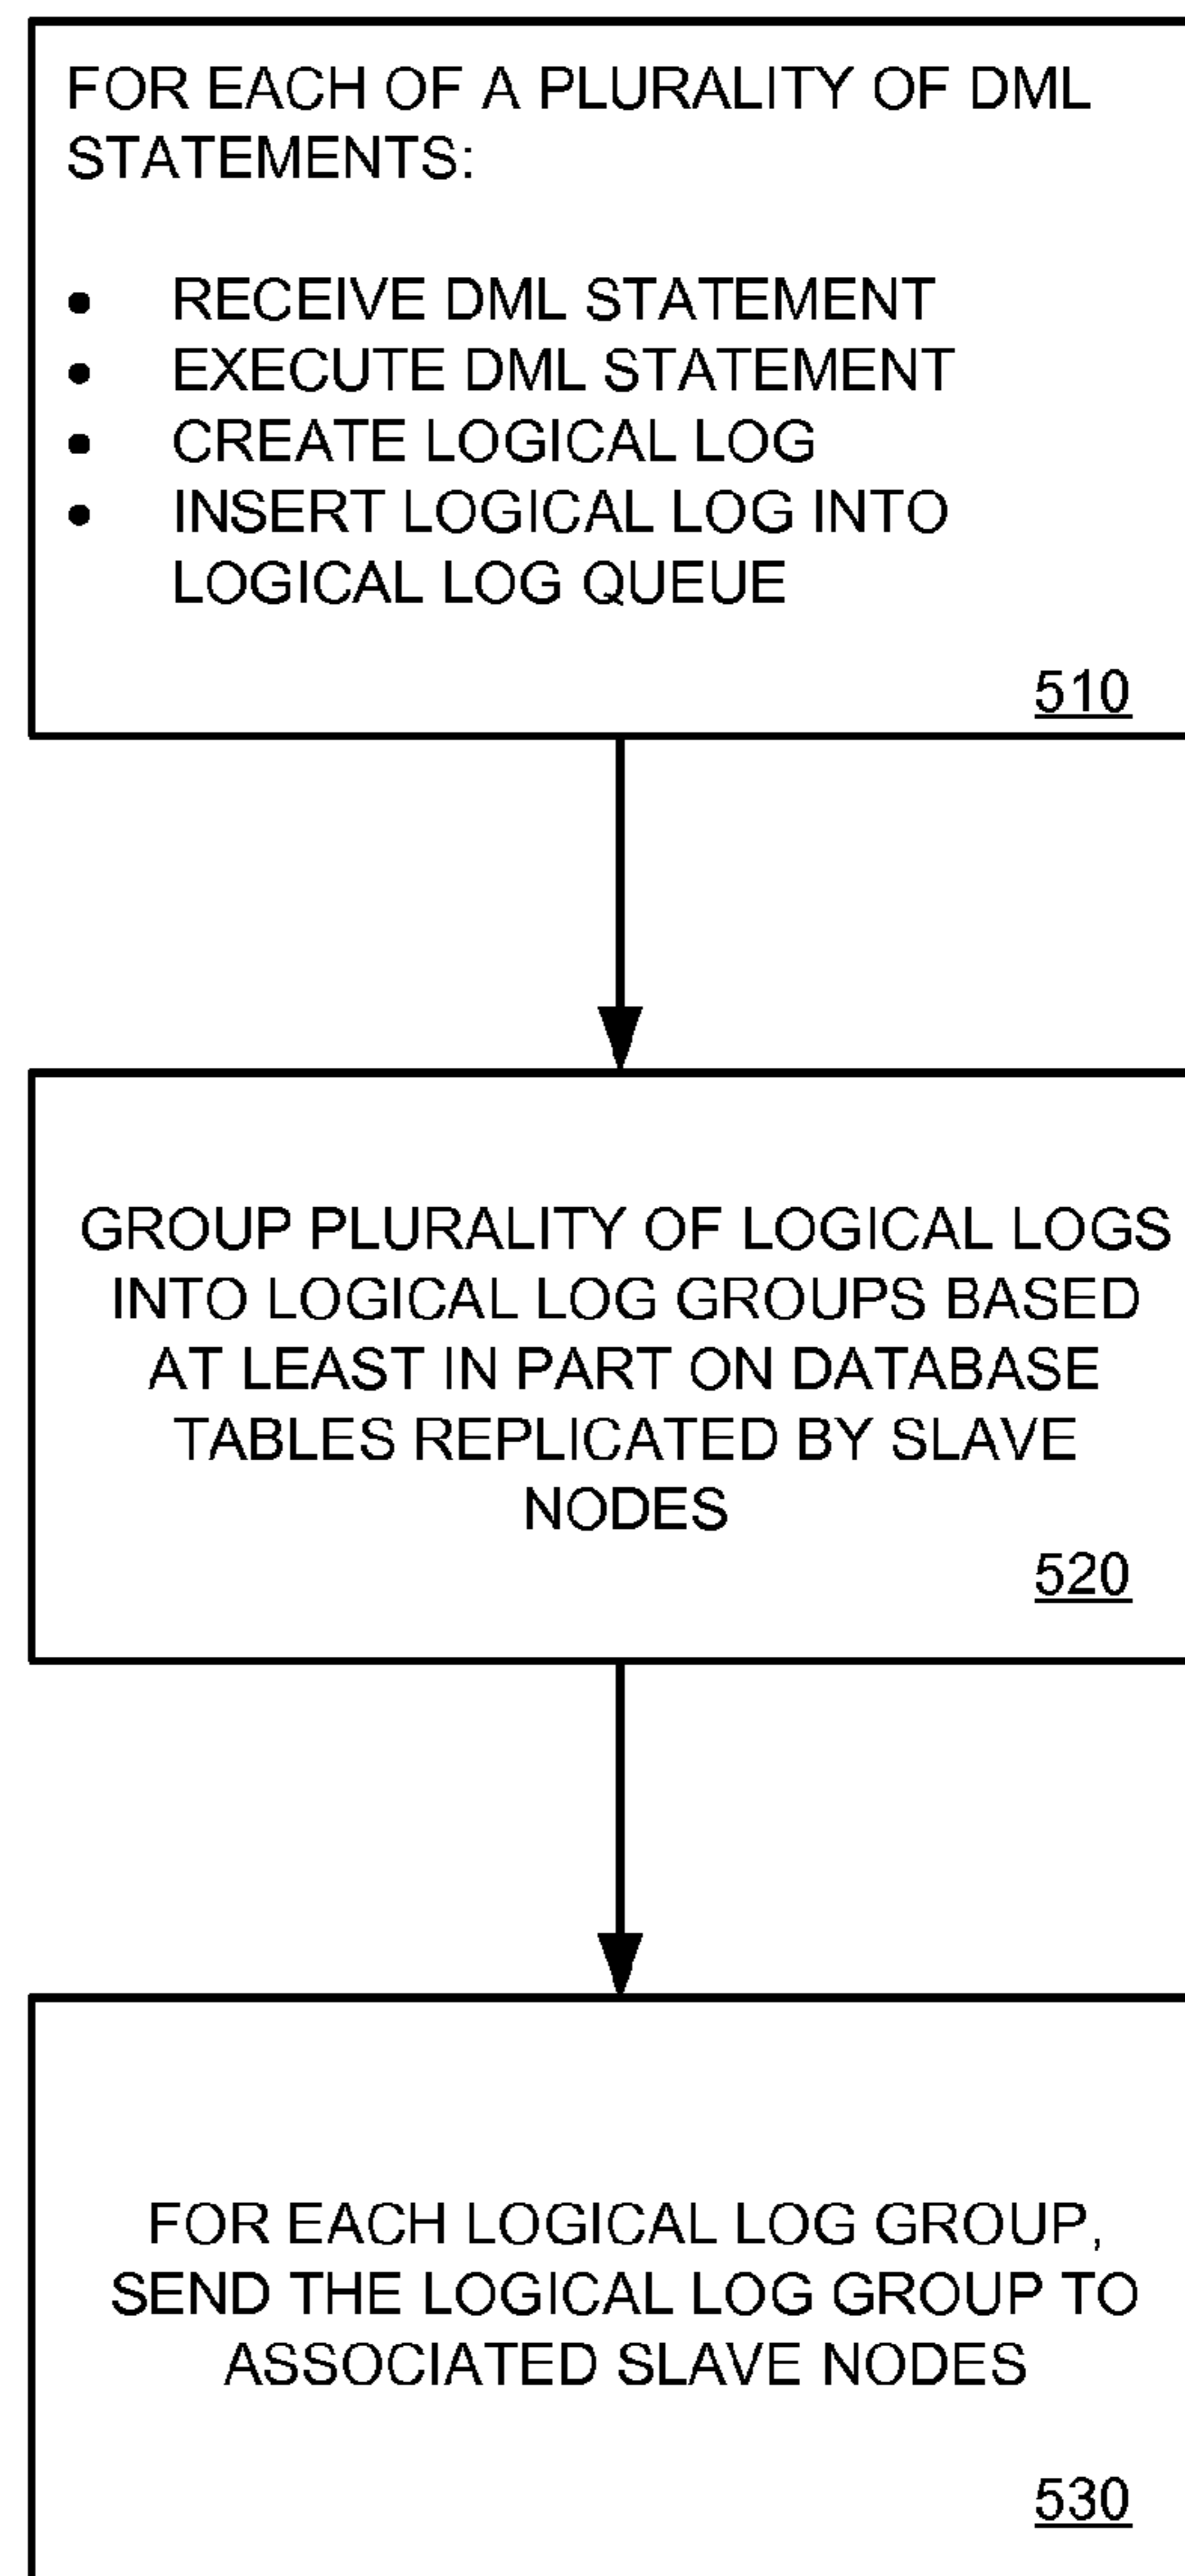 FOR EACH OF A PLURALITY OF DML
STATEMENTS:
• RECEIVE DML STATEMENT
• EXECUTE DML STATEMENT
• CREATE LOGICAL LOG
• INSERT LOGICAL LOG INTO
LOGICAL LOG QUEUE
510
GROUP PLURALITY OF LOGICAL LOGS
INTO LOGICAL LOG GROUPS BASED
AT LEAST IN PART ON DATABASE
TABLES REPLICATED BY SLAVE
NODES
520
FOR EACH LOGICAL LOG GROUP,
SEND THE LOGICAL LOG GROUP TO
ASSOCIATED SLAVE NODES
530